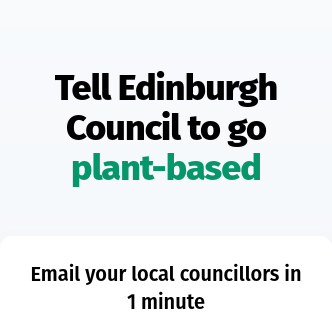 Tell Edinburgh
Council to go
plant-based
Email your local councillors in
1 minute